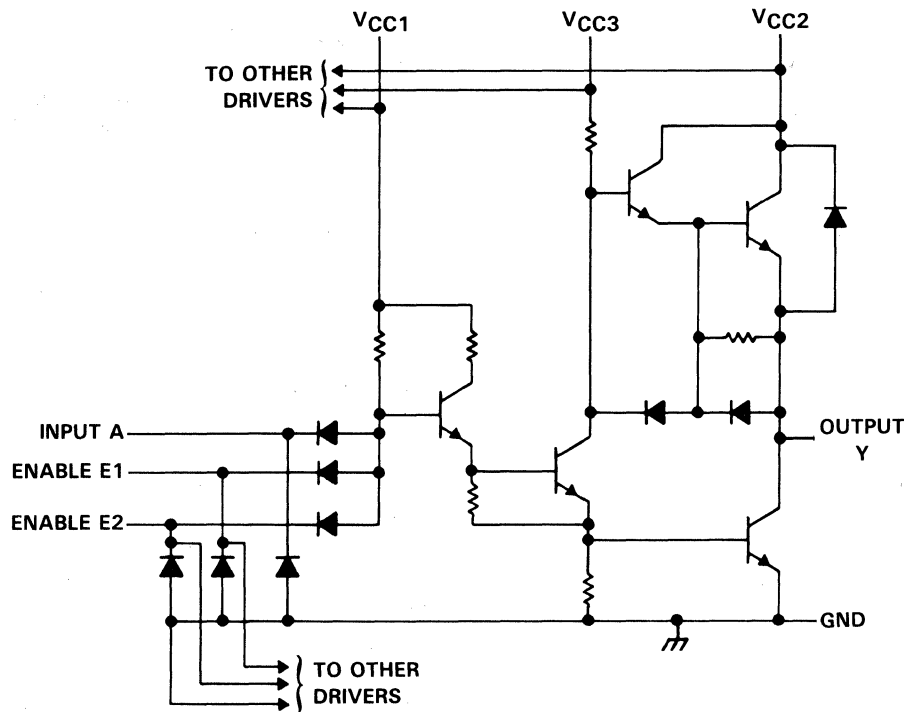 VCC1
VCC3
VCC2
TO OTHER
DRIVERS
INPUT A
ENABLE E1
ENABLE E2
OUTPUT
Y
GND
TO OTHER
DRIVERS